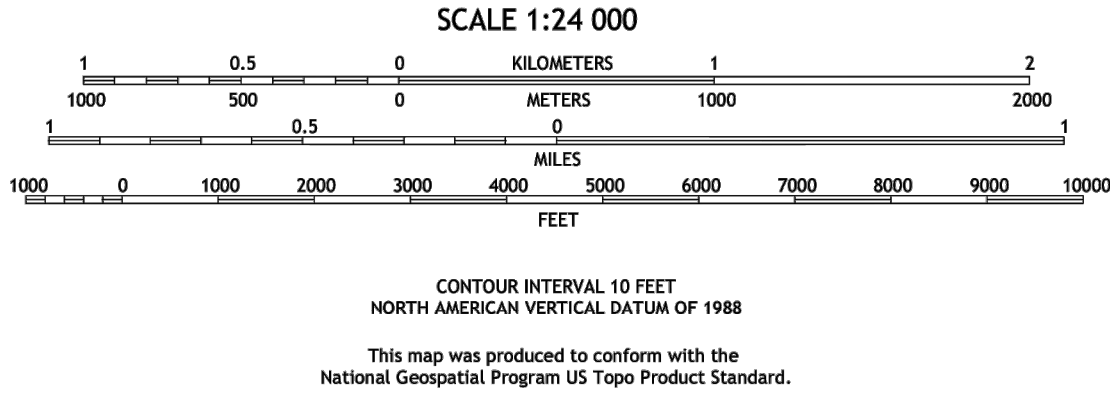 SCALE 1:24 000
1 0.5 0 KILOMETERS 1 2
1000 500 0 METERS 1000 2000
1 0.5 0 1
MILES
1000 0 1000 2000 3000 4000 5000 6000 7000 8000 9000 10000
FEET
CONTOUR INTERVAL 10 FEET
NORTH AMERICAN VERTICAL DATUM OF 1988
This map was produced to conform with the
National Geospatial Program US Topo Product Standard.